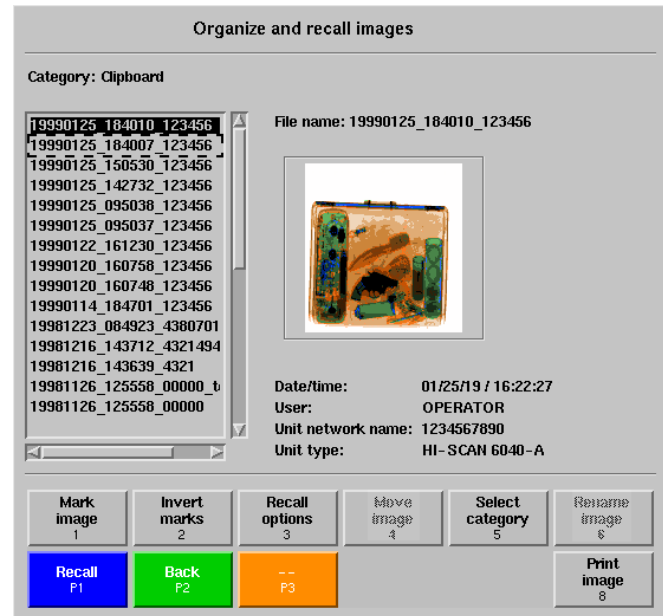 Organize and recall images
Category: Clipboard
19990125_184010_123456
19990125_184007_123456
19990125_150530_123456
19990125_142732_123456
19990125_095038_123456
19990125_095037_123456
19990122_161230_123456
19990120_160758_123456
19990120_160748_123456
19990114_184701_123456
19981223_084923_4380701
19981216_143712_4321494
19981216_143639_4321
19981126_125558_00000_t
19981126_125558_00000
File name: 19990125_184010_123456
Date/time: 01/25/19 / 16:22:27
User: OPERATOR
Unit network name: 1234567890
Unit type: HI-SCAN 6040-A
Mark image 1
Invert marks 2
Recall options 3
Move image 4
Select category 5
Rename image 6
Recall P1
Back P2
-- P3
Print image 8